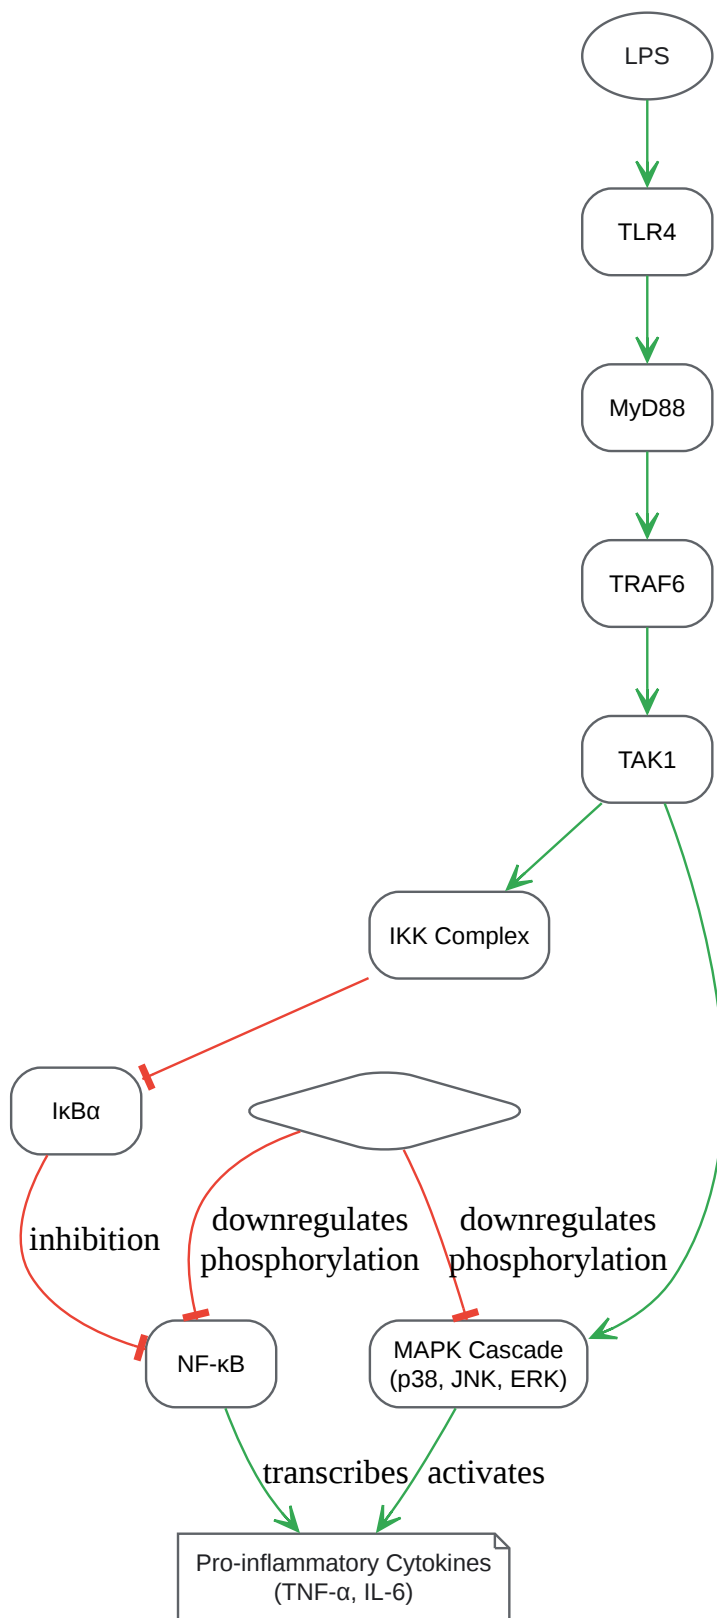 LPS
TLR4
MyD88
TRAF6
TAK1
IKK Complex
IκBα
inhibition
downregulates
phosphorylation
downregulates
phosphorylation
NF-κB
MAPK Cascade
(p38, JNK, ERK)
transcribes
activates
Pro-inflammatory Cytokines
(TNF-α, IL-6)